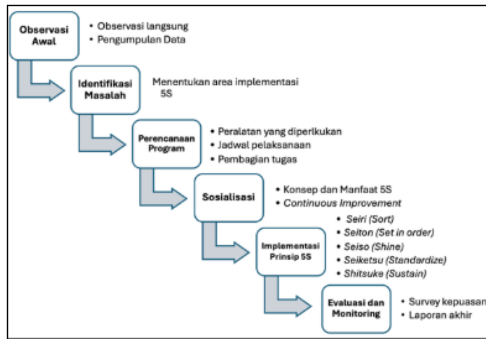 Observasi
Awal
• Observasi langsung
• Pengumpulan Data
Identifikasi
Masalah
Menentukan area implementasi
5S
Perencanaan
Program
• Peralatan yang diperlkukan
• Jadwal pelaksanaan
• Pembagian tugas
Sosialisasi
• Konsep dan Manfaat 5S
• Continuous Improvement
Implementasi
Prinsip 5S
• Seiri (Sort)
• Seiton (Set in order)
• Seiso (Shine)
• Seiketsu (Standardize)
• Shitsuke (Sustain)
Evaluasi dan
Monitoring
• Survey kepuasan
• Laporan akhir